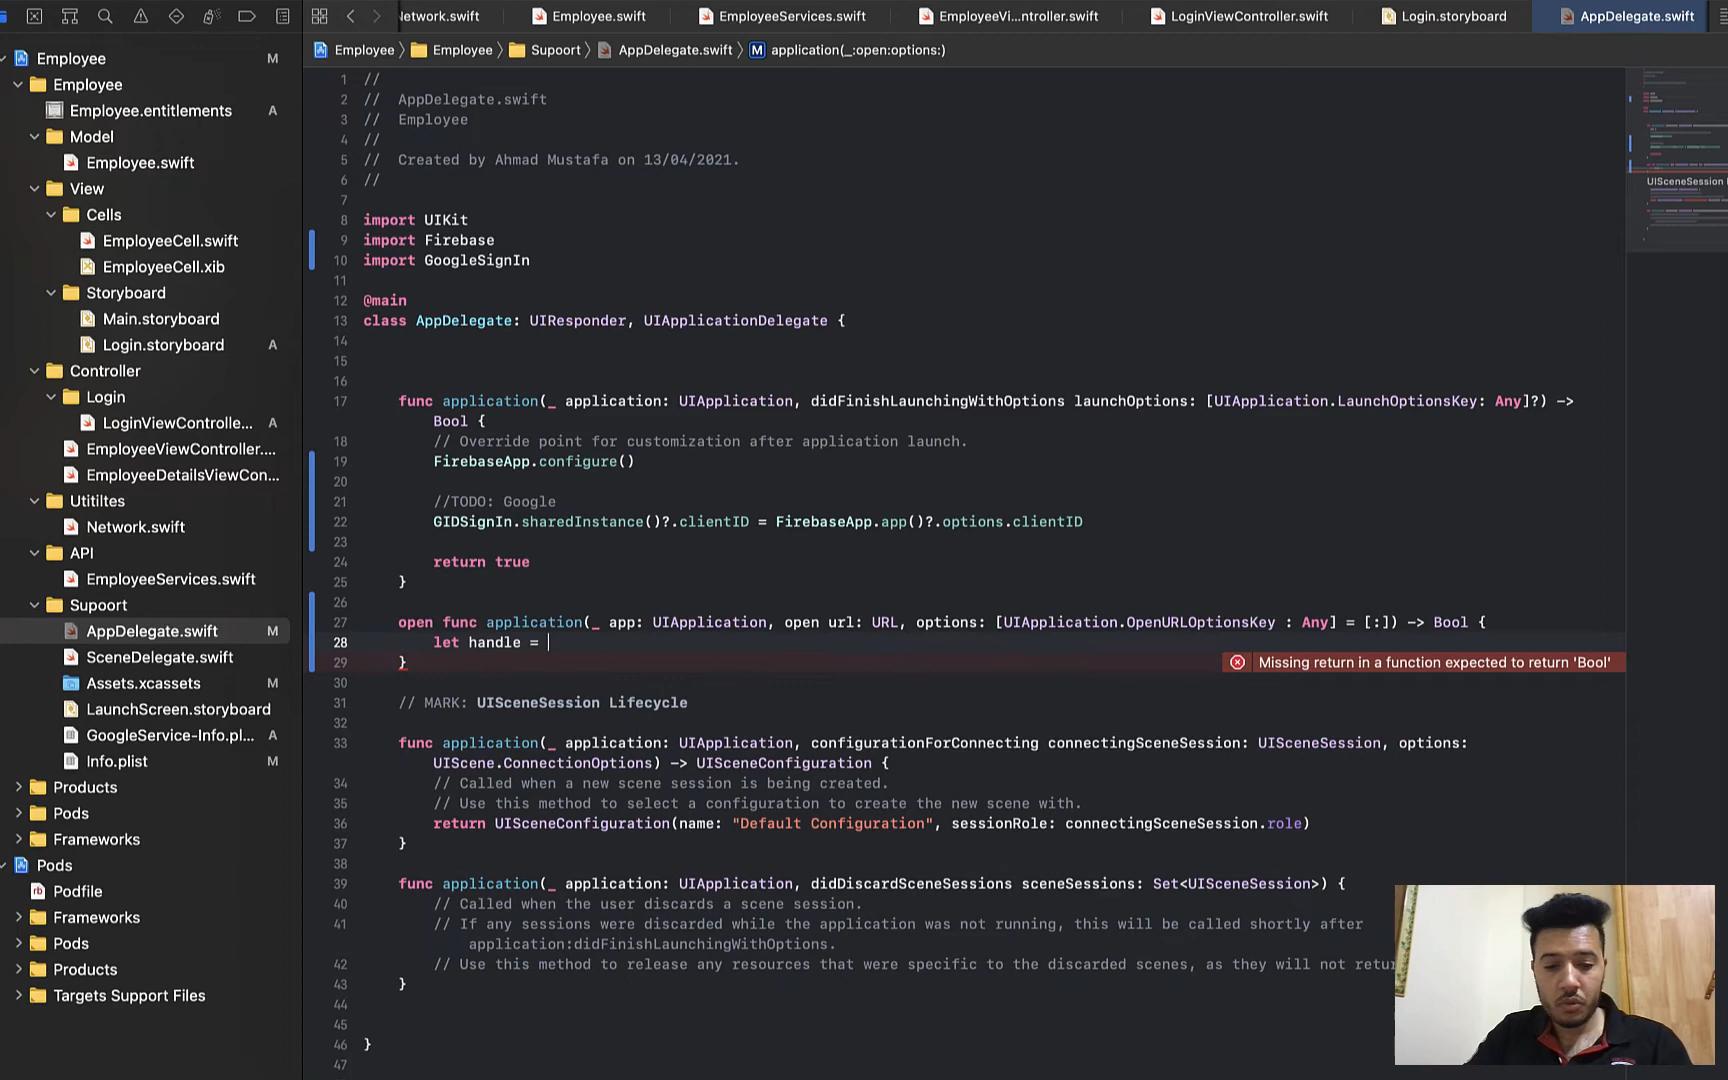 letwork.swift
Employee.swift
EmployeeServices.swift
EmployeeVi...ntroller.swift
LoginViewController.swift
Login.storyboard
AppDelegate.swift
Employee M
Employee
Employee.entitlements A
Model
Employee.swift
View
Cells
EmployeeCell.swift
EmployeeCell.xib
Storyboard
Main.storyboard
Login.storyboard A
Controller
Login
LoginViewControlle... A
EmployeeViewController....
EmployeeDetailsViewCon...
Utitiltes
Network.swift
API
EmployeeServices.swift
Supoort
AppDelegate.swift M
SceneDelegate.swift
Assets.xcassets M
LaunchScreen.storyboard
GoogleService-Info.pl... A
Info.plist M
Products
Pods
Frameworks
Pods
Podfile
Frameworks
Pods
Products
Targets Support Files
Employee 〉 Employee 〉 Supoort 〉 AppDelegate.swift 〉 M application(_:open:options:)
1 //
2 //  AppDelegate.swift
3 //  Employee
4 //
5 //  Created by Ahmad Mustafa on 13/04/2021.
6 //
7
8 import UIKit
9 import Firebase
10 import GoogleSignIn
11
12 @main
13 class AppDelegate: UIResponder, UIApplicationDelegate {
14
15
16
17 func application(_ application: UIApplication, didFinishLaunchingWithOptions launchOptions: [UIApplication.LaunchOptionsKey: Any]?) ->
Bool {
18 // Override point for customization after application launch.
19 FirebaseApp.configure()
20
21 //TODO: Google
22 GIDSignIn.sharedInstance()?.clientID = FirebaseApp.app()?.options.clientID
23
24 return true
25 }
26
27 open func application(_ app: UIApplication, open url: URL, options: [UIApplication.OpenURLOptionsKey : Any] = [:]) -> Bool {
28 let handle =
29 } Missing return in a function expected to return 'Bool'
30
31 // MARK: UISceneSession Lifecycle
32
33 func application(_ application: UIApplication, configurationForConnecting connectingSceneSession: UISceneSession, options:
UIScene.ConnectionOptions) -> UISceneConfiguration {
34 // Called when a new scene session is being created.
35 // Use this method to select a configuration to create the new scene with.
36 return UISceneConfiguration(name: "Default Configuration", sessionRole: connectingSceneSession.role)
37 }
38
39 func application(_ application: UIApplication, didDiscardSceneSessions sceneSessions: Set<UISceneSession>) {
40 // Called when the user discards a scene session.
41 // If any sessions were discarded while the application was not running, this will be called shortly after
application:didFinishLaunchingWithOptions.
42 // Use this method to release any resources that were specific to the discarded scenes, as they will not retu
43 }
44
45
46 }
47
UISceneSession